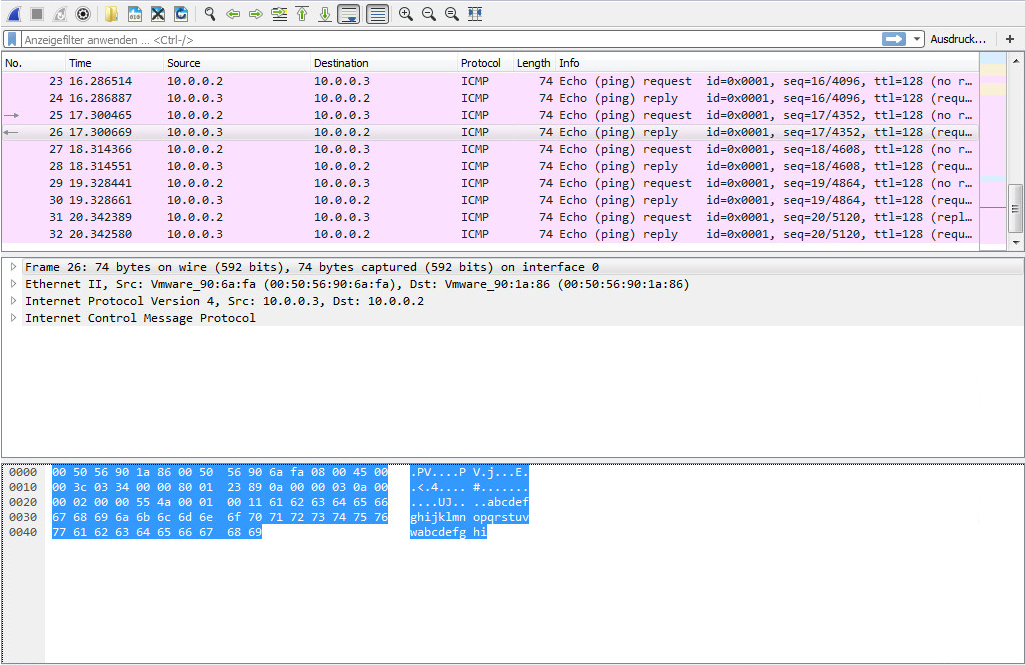 Anzeigefilter anwenden ... <Ctrl-/> Ausdruck... +
No. Time Source Destination Protocol Length Info
23 16.286514 10.0.0.2 10.0.0.3 ICMP 74 Echo (ping) request id=0x0001, seq=16/4096, ttl=128 (no r…
24 16.286887 10.0.0.3 10.0.0.2 ICMP 74 Echo (ping) reply id=0x0001, seq=16/4096, ttl=128 (requ…
25 17.300465 10.0.0.2 10.0.0.3 ICMP 74 Echo (ping) request id=0x0001, seq=17/4352, ttl=128 (no r…
26 17.300669 10.0.0.3 10.0.0.2 ICMP 74 Echo (ping) reply id=0x0001, seq=17/4352, ttl=128 (requ…
27 18.314366 10.0.0.2 10.0.0.3 ICMP 74 Echo (ping) request id=0x0001, seq=18/4608, ttl=128 (no r…
28 18.314551 10.0.0.3 10.0.0.2 ICMP 74 Echo (ping) reply id=0x0001, seq=18/4608, ttl=128 (requ…
29 19.328441 10.0.0.2 10.0.0.3 ICMP 74 Echo (ping) request id=0x0001, seq=19/4864, ttl=128 (no r…
30 19.328661 10.0.0.3 10.0.0.2 ICMP 74 Echo (ping) reply id=0x0001, seq=19/4864, ttl=128 (requ…
31 20.342389 10.0.0.2 10.0.0.3 ICMP 74 Echo (ping) request id=0x0001, seq=20/5120, ttl=128 (repl…
32 20.342580 10.0.0.3 10.0.0.2 ICMP 74 Echo (ping) reply id=0x0001, seq=20/5120, ttl=128 (requ…
Frame 26: 74 bytes on wire (592 bits), 74 bytes captured (592 bits) on interface 0
Ethernet II, Src: Vmware_90:6a:fa (00:50:56:90:6a:fa), Dst: Vmware_90:1a:86 (00:50:56:90:1a:86)
Internet Protocol Version 4, Src: 10.0.0.3, Dst: 10.0.0.2
Internet Control Message Protocol
0000 00 50 56 90 1a 86 00 50 56 90 6a fa 08 00 45 00 .PV....P V.j...E.
0010 00 3c 03 34 00 00 80 01 23 89 0a 00 00 03 0a 00 .<.4.... #.......
0020 00 02 00 00 55 4a 00 01 00 11 61 62 63 64 65 66 ....UJ.. ..abcdef
0030 67 68 69 6a 6b 6c 6d 6e 6f 70 71 72 73 74 75 76 ghijklmn opqrstuv
0040 77 61 62 63 64 65 66 67 68 69 wabcdefg hi